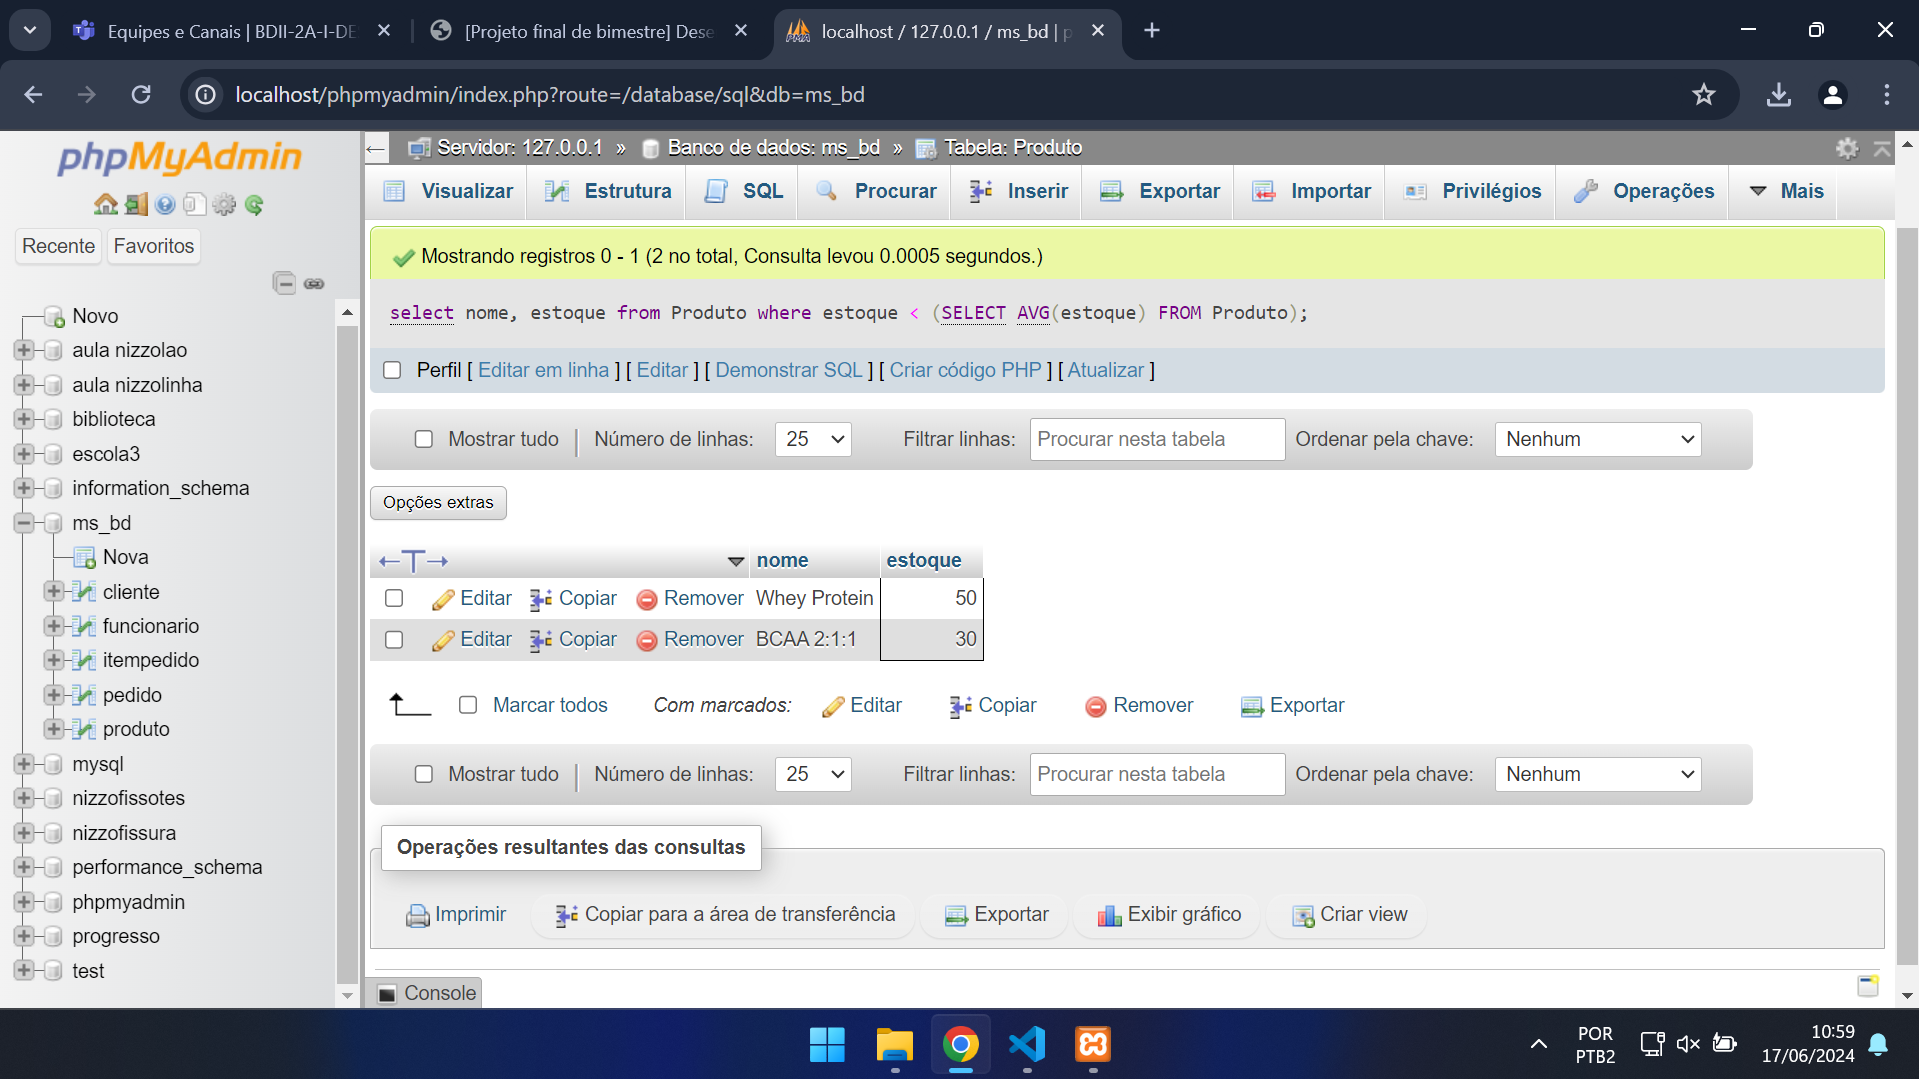 Equipes e Canais | BDII-2A-I-DE
[Projeto final de bimestre] Dese
localhost / 127.0.0.1 / ms_bd | p
localhost/phpmyadmin/index.php?route=/database/sql&db=ms_bd
phpMyAdmin
Recente
Favoritos
Novo
aula nizzolao
aula nizzolinha
biblioteca
escola3
information_schema
ms_bd
Nova
cliente
funcionario
itempedido
pedido
produto
mysql
nizzofissotes
nizzofissura
performance_schema
phpmyadmin
progresso
test
Servidor: 127.0.0.1 » Banco de dados: ms_bd » Tabela: Produto
Visualizar Estrutura SQL Procurar Inserir Exportar Importar Privilégios Operações Mais
Mostrando registros 0 - 1 (2 no total, Consulta levou 0.0005 segundos.)
select nome, estoque from Produto where estoque < (SELECT AVG(estoque) FROM Produto);
Perfil [ Editar em linha ] [ Editar ] [ Demonstrar SQL ] [ Criar código PHP ] [ Atualizar ]
Mostrar tudo | Número de linhas: 25 Filtrar linhas: Procurar nesta tabela Ordenar pela chave: Nenhum
Opções extras
←T→ nome estoque
Editar Copiar Remover Whey Protein 50
Editar Copiar Remover BCAA 2:1:1 30
Marcar todos Com marcados: Editar Copiar Remover Exportar
Mostrar tudo | Número de linhas: 25 Filtrar linhas: Procurar nesta tabela Ordenar pela chave: Nenhum
Operações resultantes das consultas
Imprimir Copiar para a área de transferência Exportar Exibir gráfico Criar view
Console
POR
PTB2
10:59
17/06/2024